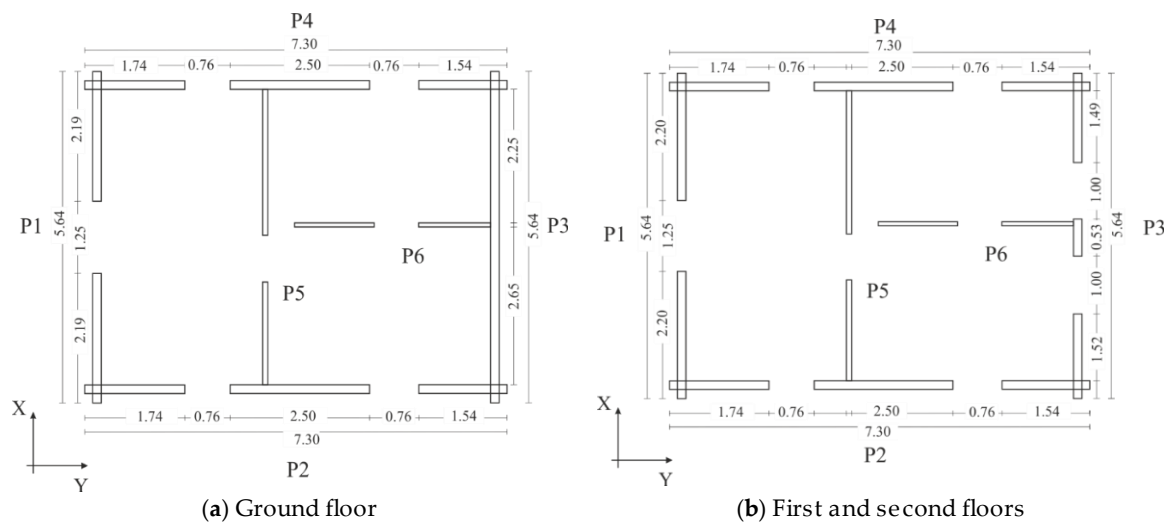 P4
7.30
1.74 0.76 2.50 0.76 1.54
2.19
2.25
P1
5.64
1.25
5.64
P3
P6
P5
2.19
2.65
1.74 0.76 2.50 0.76 1.54
7.30
P2
X
Y
(a) Ground floor
P4
7.30
1.74 0.76 2.50 0.76 1.54
2.20
1.49
1.00
P1
5.64
1.25
0.53
5.64
P3
P6
P5
1.00
2.20
1.52
1.74 0.76 2.50 0.76 1.54
7.30
P2
X
Y
(b) First and second floors